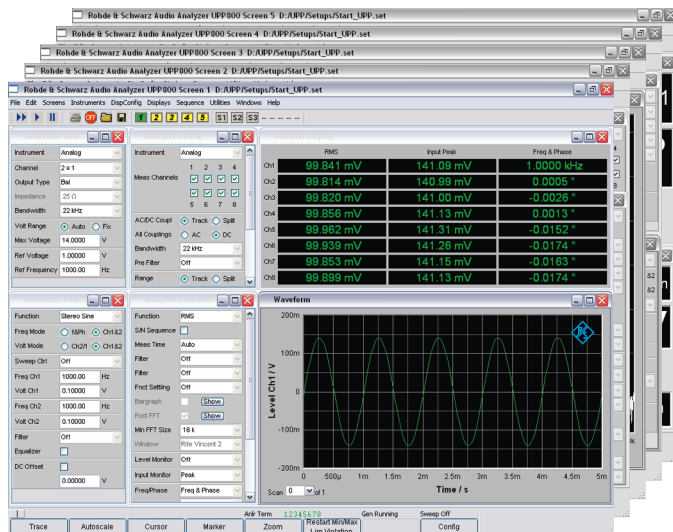 Rohde & Schwarz Audio Analyzer UPP800 Screen 5 D:/UPP/Setups/Start_UPP.set
Rohde & Schwarz Audio Analyzer UPP800 Screen 4 D:/UPP/Setups/Start_UPP.set
Rohde & Schwarz Audio Analyzer UPP800 Screen 3 D:/UPP/Setups/Start_UPP.set
Rohde & Schwarz Audio Analyzer UPP800 Screen 2 D:/UPP/Setups/Start_UPP.set
Rohde & Schwarz Audio Analyzer UPP800 Screen 1 D:/UPP/Setups/Start_UPP.set
File Edit Screens Instruments DispConfig Displays Sequence Utilities Windows Help
OFF 1 2 3 4 5 S1 S2 S3 -- -- -- -- --
Instrument Analog
Channel 2 ≡ 1
Output Type Bal
Impedance 25 Ω
Bandwidth 22 kHz
Volt Range Auto Fix
Max Voltage 14.0000 V
Ref Voltage 1.00000 V
Ref Frequency 1000.00 Hz
Instrument Analog
1 2 3 4
Meas Channels
5 6 7 8
AC/DC Coupl Track Split
All Couplings AC DC
Bandwidth 22 kHz
Pre Filter Off
Range Track Split
RMS Input Peak Freq & Phase
Ch1 99.841 mV 141.09 mV 1.0000 kHz
Ch2 99.814 mV 140.99 mV 0.0005 °
Ch3 99.820 mV 141.00 mV -0.0026 °
Ch4 99.856 mV 141.13 mV 0.0013 °
Ch5 99.962 mV 141.31 mV -0.0152 °
Ch6 99.939 mV 141.26 mV -0.0174 °
Ch7 99.853 mV 141.15 mV -0.0163 °
Ch8 99.899 mV 141.13 mV -0.0174 °
Function Stereo Sine
Freq Mode f&Ph Ch1&2
Volt Mode Ch2/1 Ch1&2
Sweep Ctrl Off
Freq Ch1 1000.00 Hz
Volt Ch1 0.10000 V
Freq Ch2 1000.00 Hz
Volt Ch2 0.10000 V
Filter Off
Equalizer
DC Offset
0.00000 V
Function RMS
S/N Sequence
Meas Time Auto
Filter Off
Filter Off
Fnct Settling Off
Bargraph Show
Post FFT Show
Min FFT Size 16 k
Window Rife Vincent 2
Level Monitor Off
Input Monitor Peak
Freq/Phase Freq & Phase
Waveform
200m
100m
0
-100m
-200m
Level Ch1 / V
0 500µ 1m 1.5m 2m 2.5m 3m 3.5m 4m 4.5m 5m
Scan 0 of 1
Time / s
Anlr Term 12345678 Gen Running Sweep Off
Trace Autoscale Cursor Marker Zoom Restart Min/Max Lim Violation Config